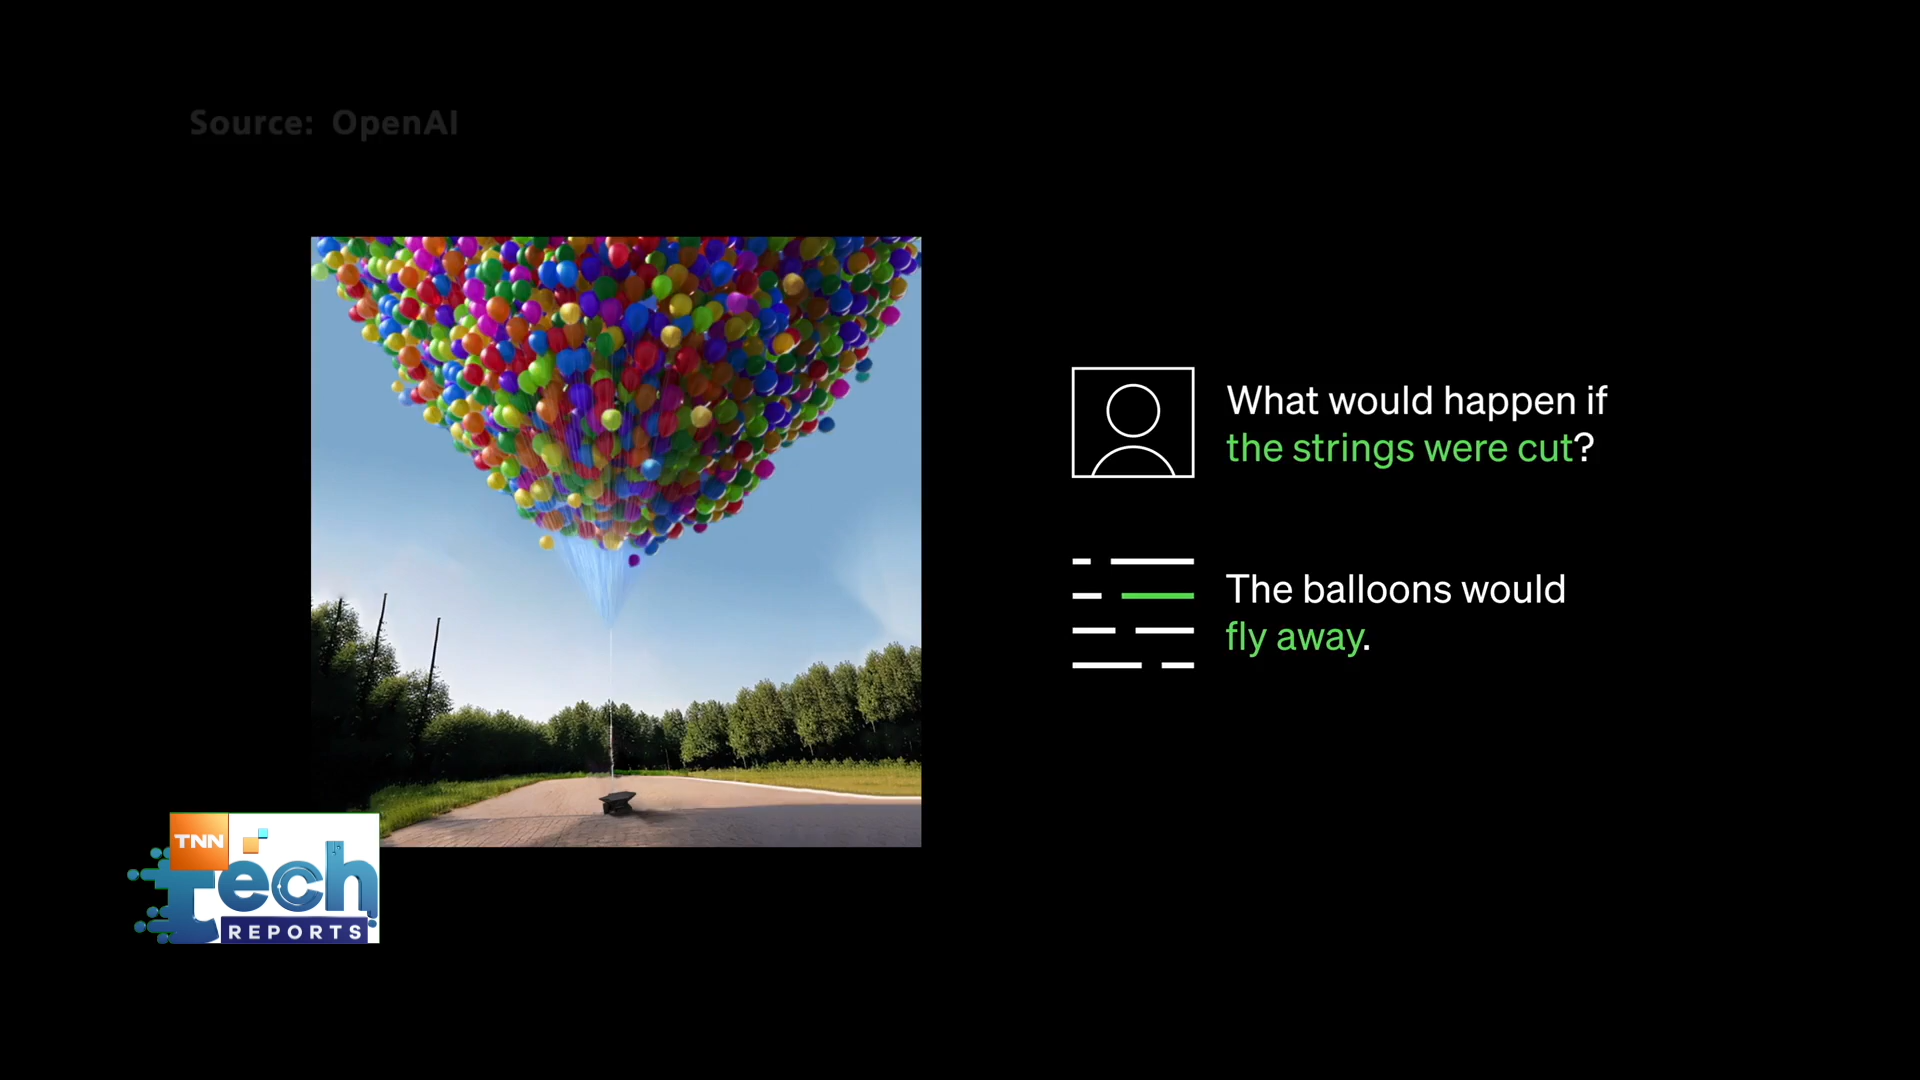 Source: OpenAI
What would happen if
the strings were cut?
The balloons would
fly away.
TNN
Tech
REPORTS